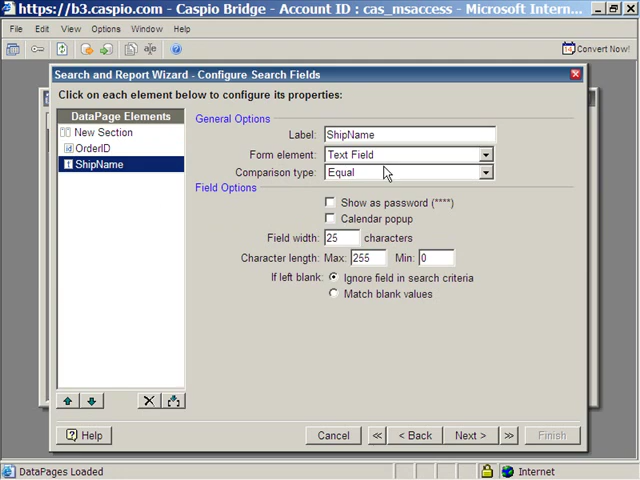 https://b3.caspio.com - Caspio Bridge - Account ID : cas_msaccess - Microsoft Intern...
File Edit View Options Window Help
Convert Now!
Search and Report Wizard - Configure Search Fields
Click on each element below to configure its properties:
DataPage Elements
New Section
OrderID
ShipName
General Options
Label: ShipName
Form element: Text Field
Comparison type: Equal
Field Options
Show as password (****)
Calendar popup
Field width: 25 characters
Character length: Max: 255 Min: 0
If left blank: Ignore field in search criteria
Match blank values
Help Cancel << < Back Next > >> Finish
DataPages Loaded Internet